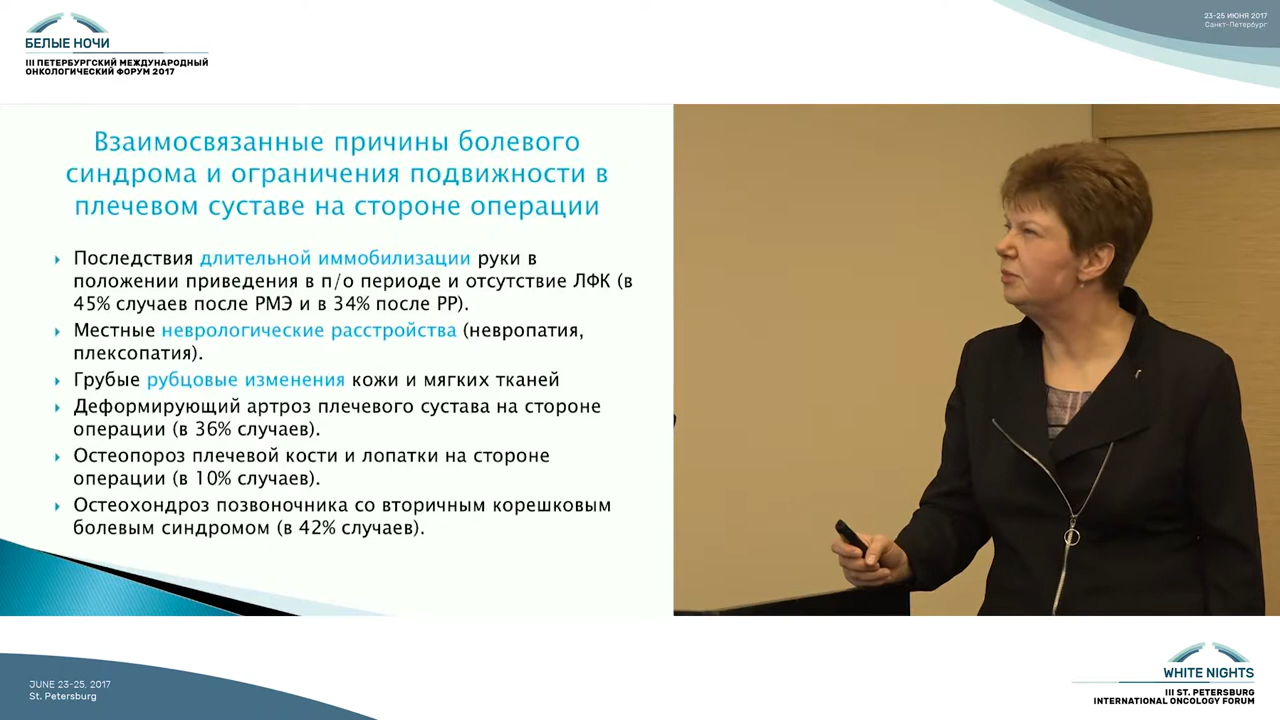 БЕЛЫЕ НОЧИ
III ПЕТЕРБУРГСКИЙ МЕЖДУНАРОДНЫЙ
ОНКОЛОГИЧЕСКИЙ ФОРУМ 2017
23-25 ИЮНЯ 2017
Санкт-Петербург
Взаимосвязанные причины болевого
синдрома и ограничения подвижности в
плечевом суставе на стороне операции
Последствия длительной иммобилизации руки в
положении приведения в п/о периоде и отсутствие ЛФК (в
45% случаев после РМЭ и в 34% после РР).
Местные неврологические расстройства (невропатия,
плексопатия).
Грубые рубцовые изменения кожи и мягких тканей
Деформирующий артроз плечевого сустава на стороне
операции (в 36% случаев).
Остеопороз плечевой кости и лопатки на стороне
операции (в 10% случаев).
Остеохондроз позвоночника со вторичным корешковым
болевым синдромом (в 42% случаев).
JUNE 23-25, 2017
St. Petersburg
WHITE NIGHTS
III ST. PETERSBURG
INTERNATIONAL ONCOLOGY FORUM